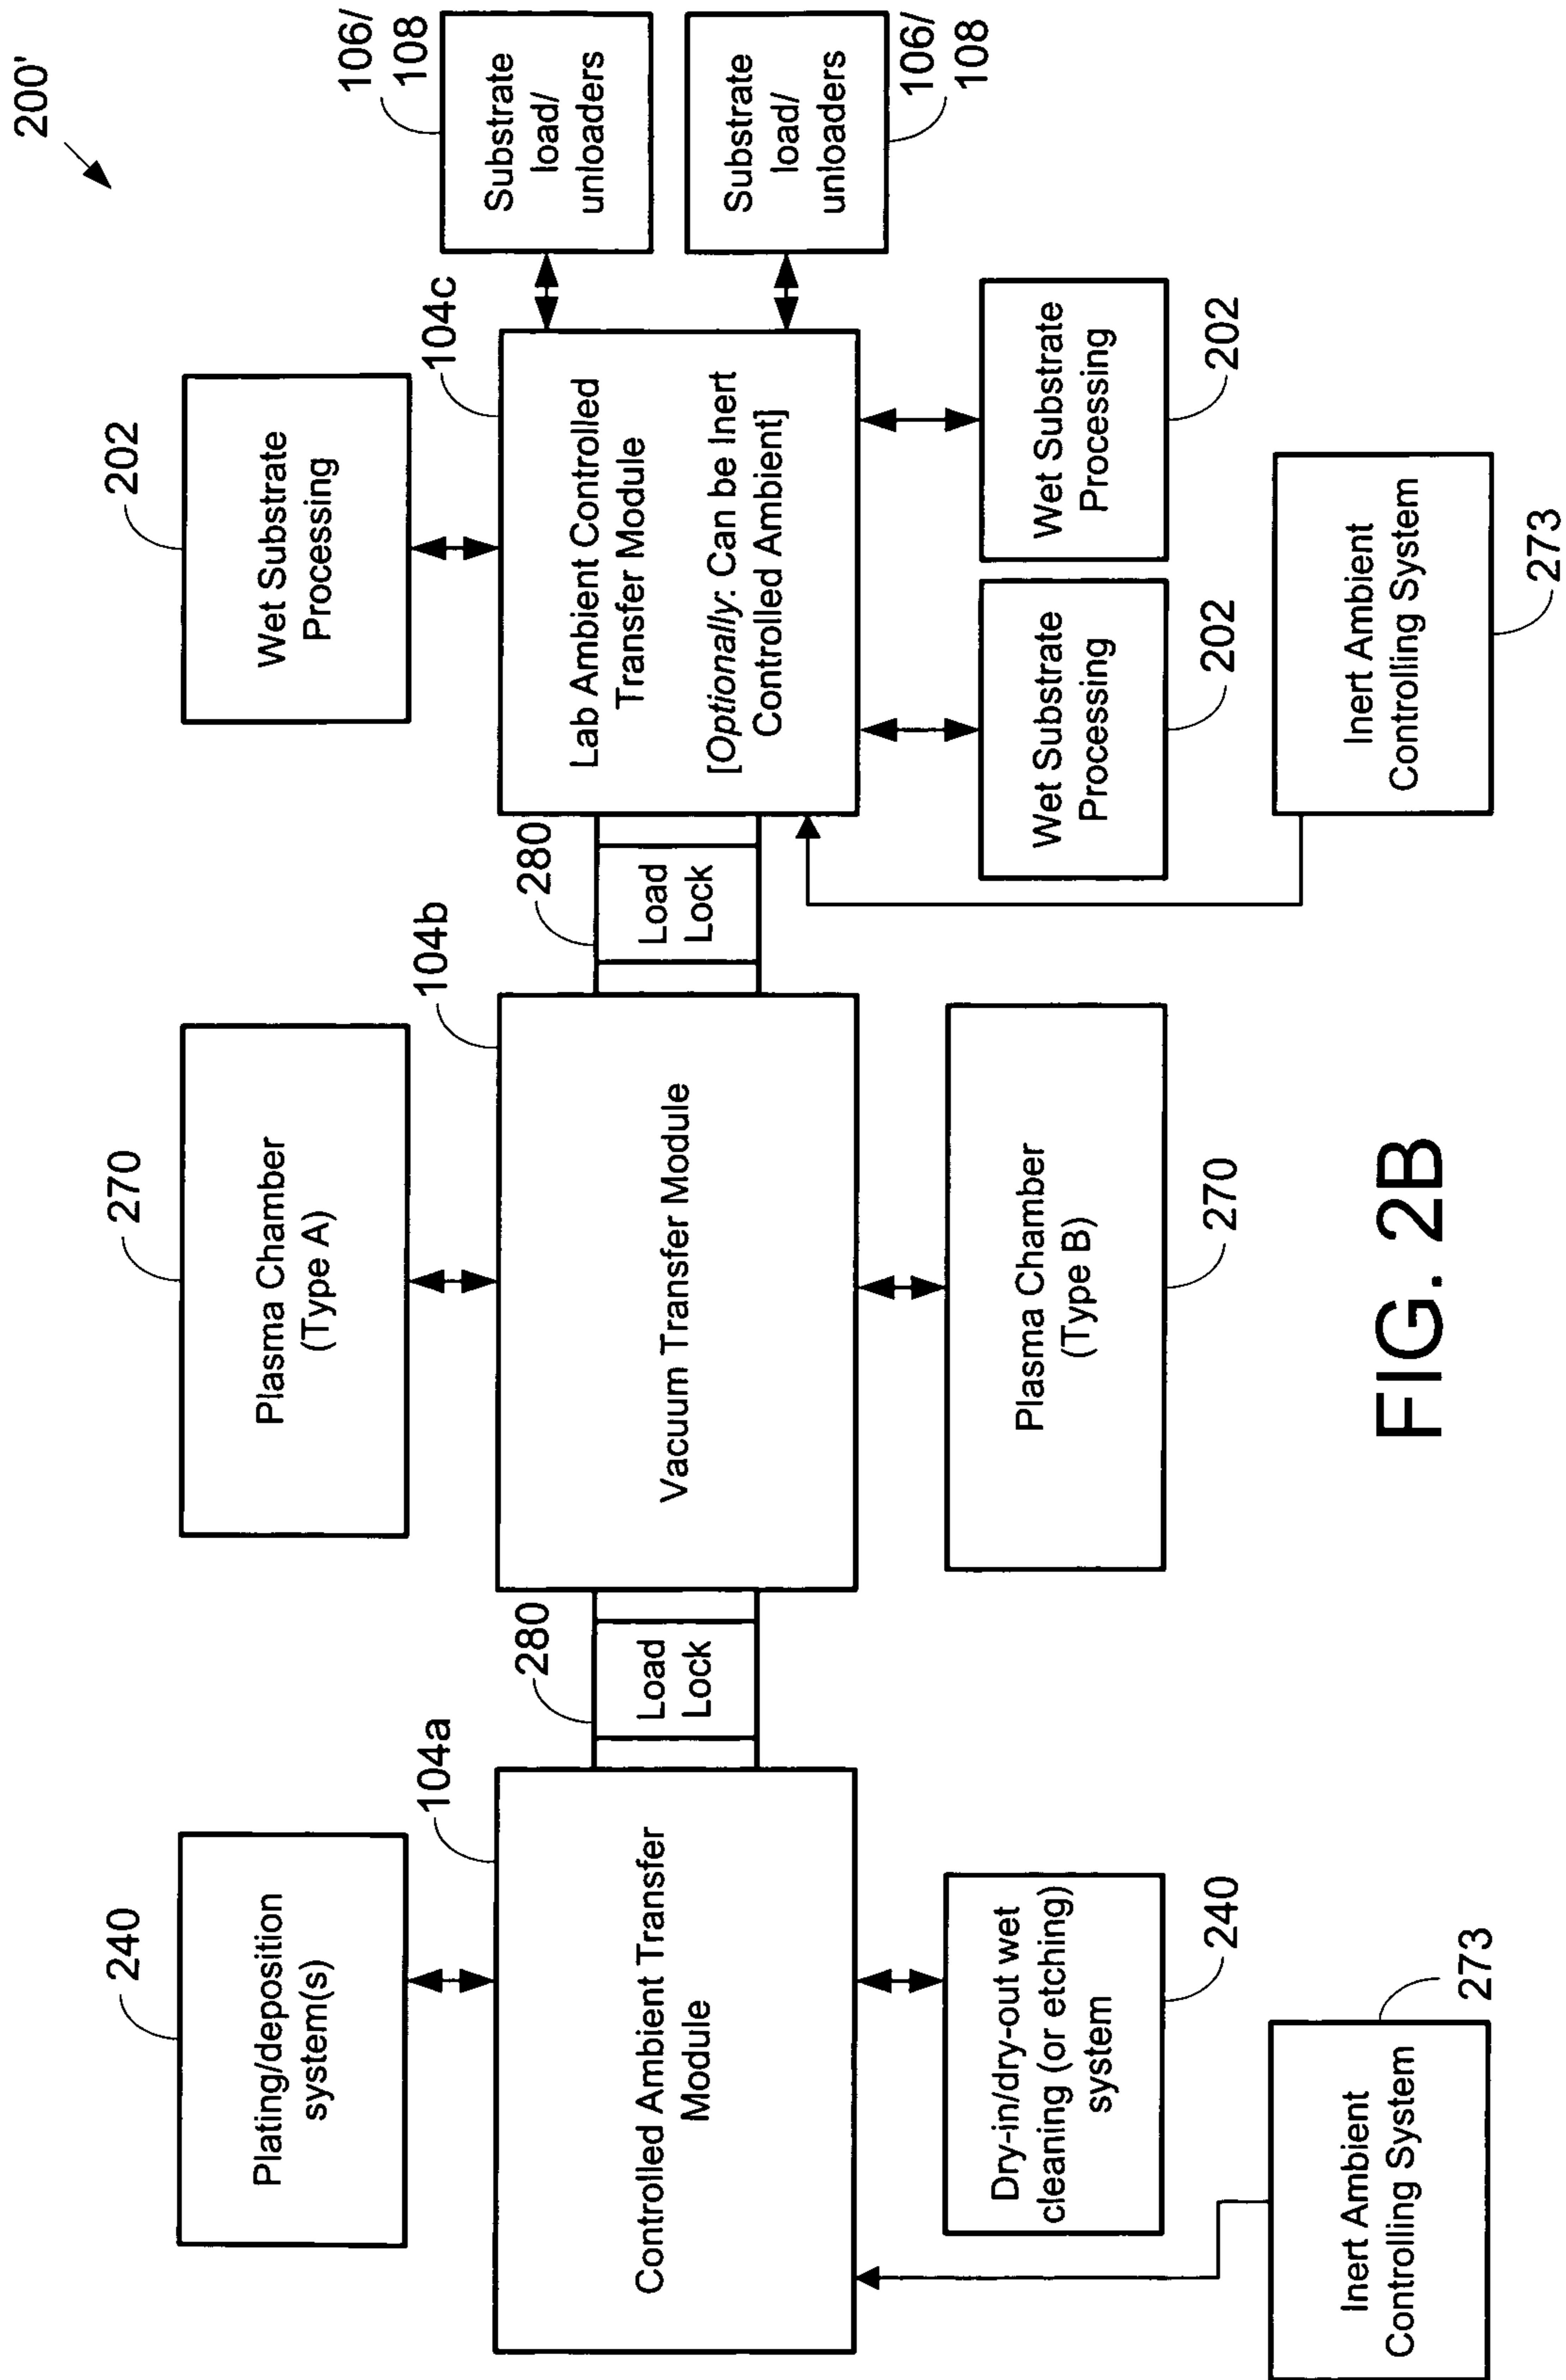 200'
240
Plating/deposition
system(s)
270
Plasma Chamber
(Type A)
202
Wet Substrate
Processing
104a
Controlled Ambient Transfer
Module
280
Load
Lock
104b
Vacuum Transfer Module
280
Load
Lock
104c
Lab Ambient Controlled
Transfer Module
[Optionally: Can be Inert
Controlled Ambient]
106/
108
Substrate
load/
unloaders
Substrate
load/
unloaders
106/
108
Dry-in/dry-out wet
cleaning (or etching)
system
240
Plasma Chamber
(Type B)
270
Wet Substrate
Processing
202
Wet Substrate
Processing
202
Inert Ambient
Controlling System
273
Inert Ambient
Controlling System
273
FIG. 2B